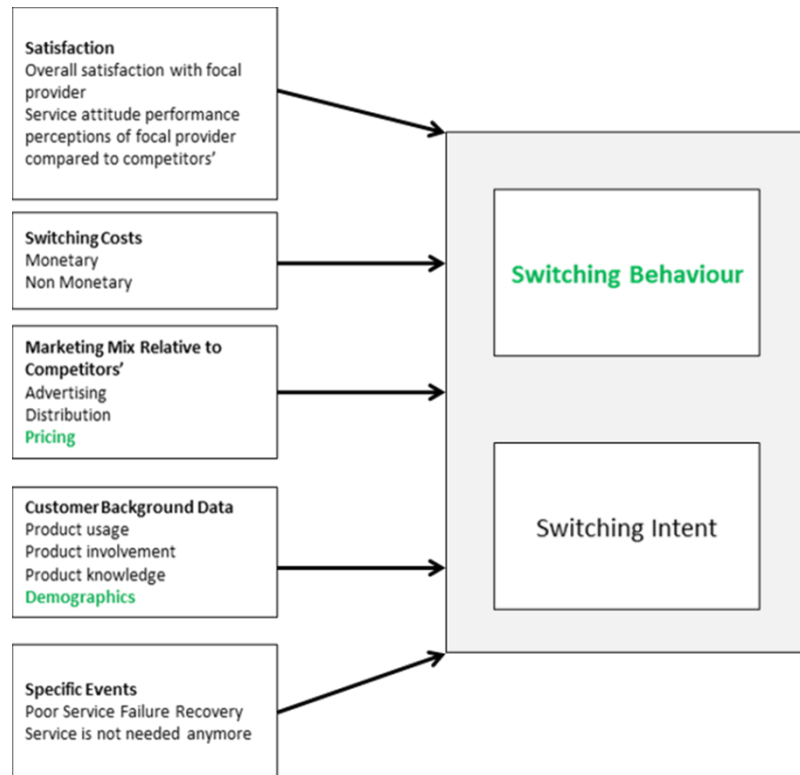 Satisfaction
Overall satisfaction with focal
provider
Service attitude performance
perceptions of focal provider
compared to competitors’
Switching Costs
Monetary
Non Monetary
Marketing Mix Relative to
Competitors’
Advertising
Distribution
Pricing
Customer Background Data
Product usage
Product involvement
Product knowledge
Demographics
Specific Events
Poor Service Failure Recovery
Service is not needed anymore
Switching Behaviour
Switching Intent